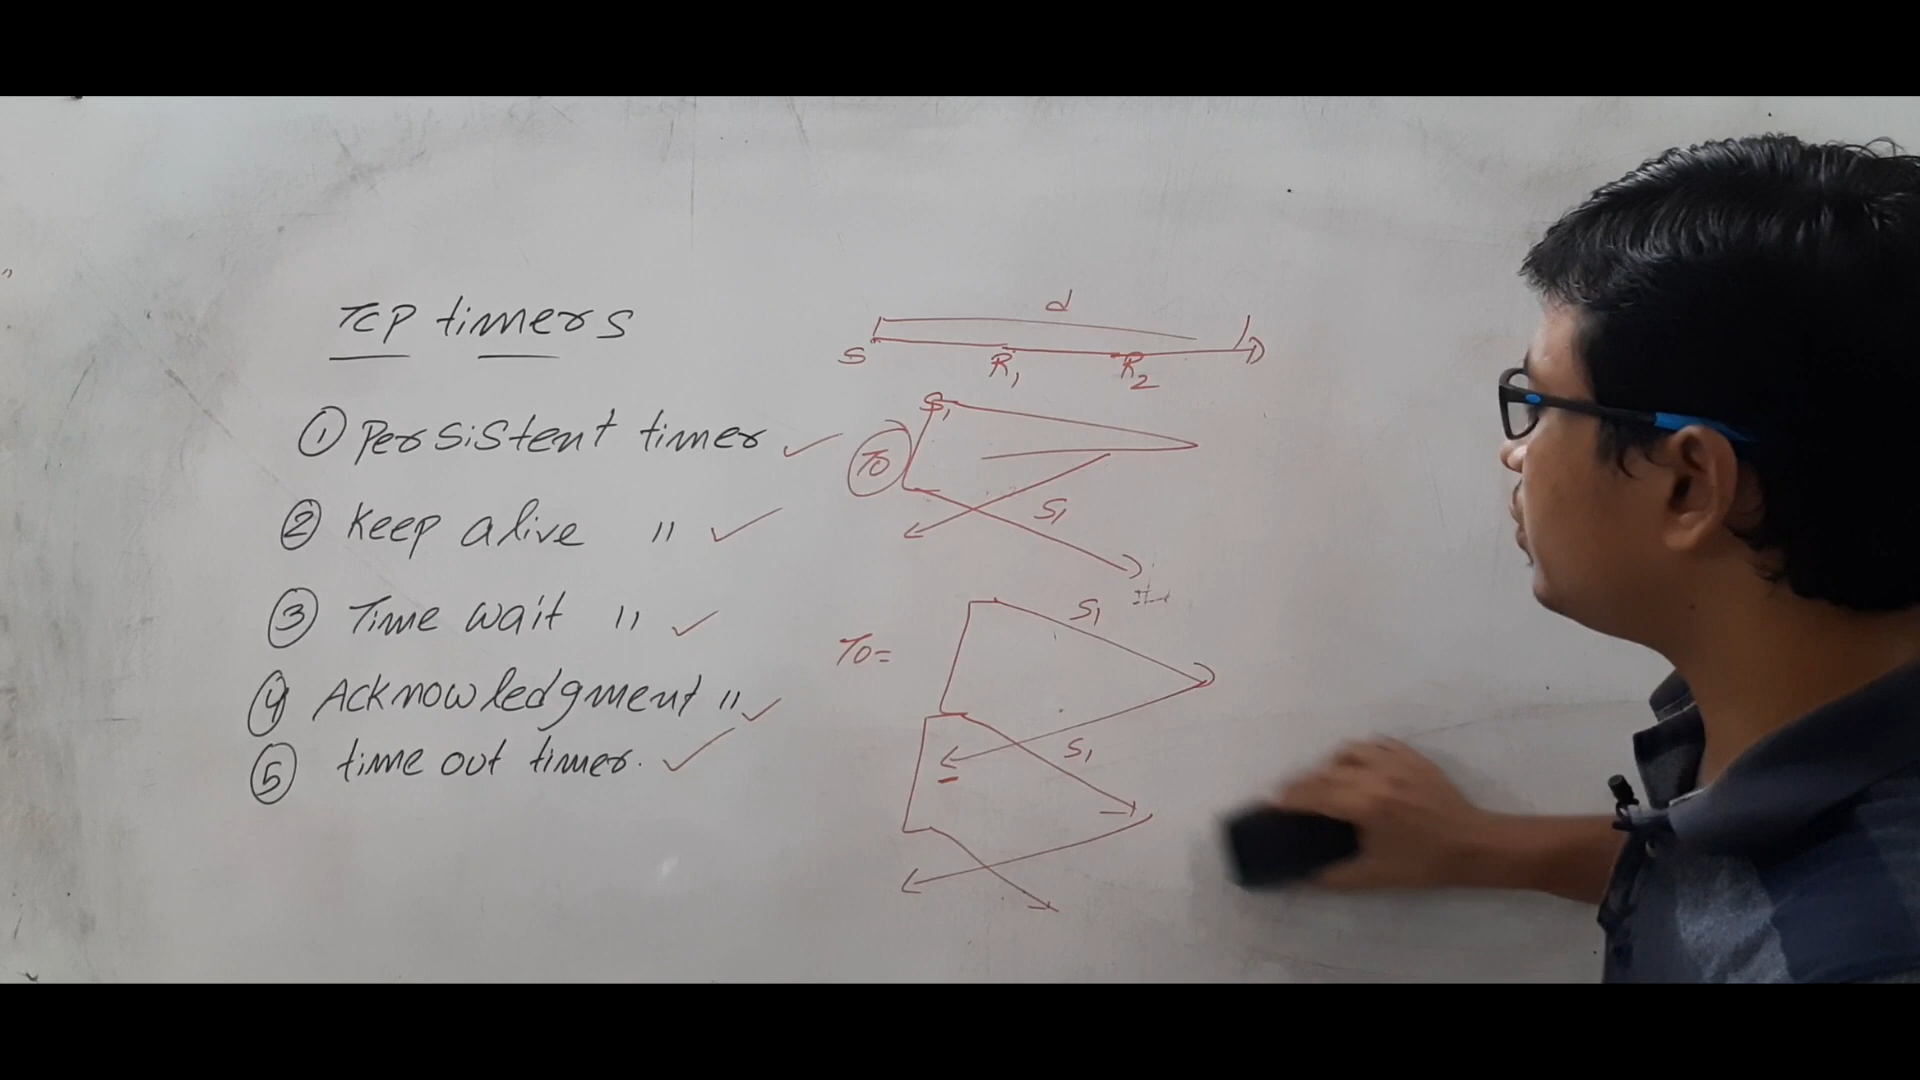 TCP timers
① Persistent timer
② Keep alive "
③ Time wait "
④ Acknowledgment "
⑤ time out timer.
d
S R1 R2 D
S1
TO
S1
S1
TO=
S1